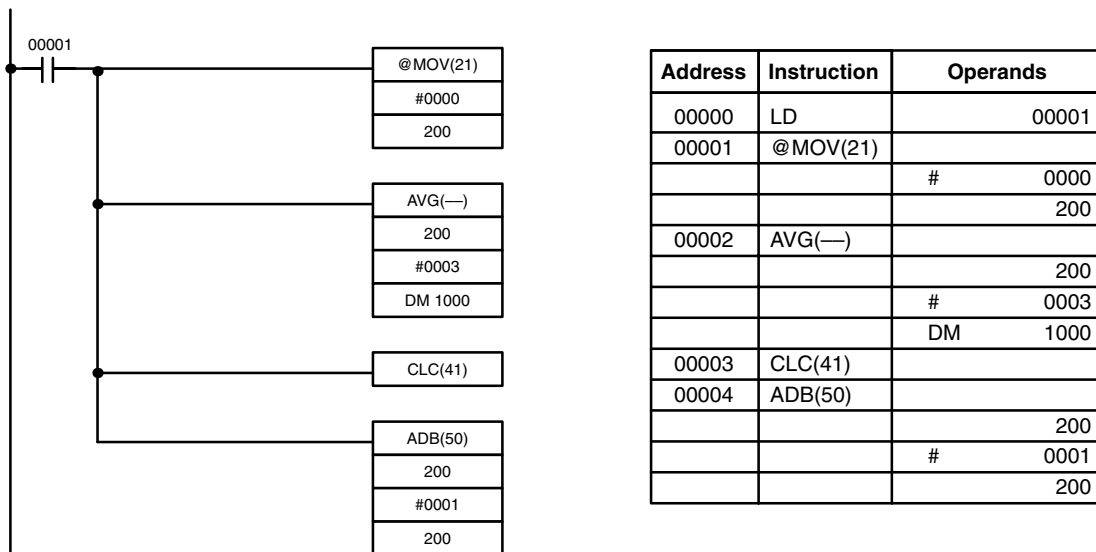 00001
@MOV(21)
#0000
200
AVG(––)
200
#0003
DM 1000
CLC(41)
ADB(50)
200
#0001
200
Address Instruction Operands
00000 LD 00001
00001 @MOV(21)
# 0000
200
00002 AVG(––)
200
# 0003
DM 1000
00003 CLC(41)
00004 ADB(50)
200
# 0001
200